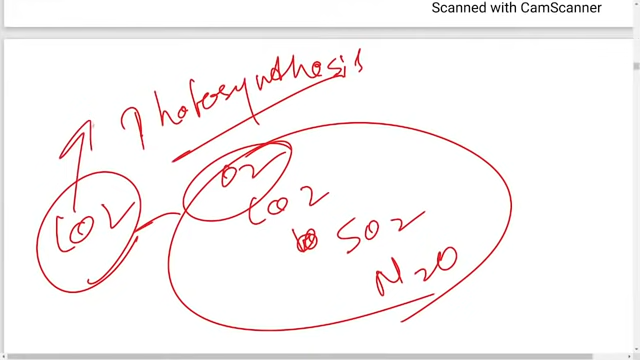 Scanned with CamScanner
Photosynthesis
O2
CO2
CO2
SO2
N2O